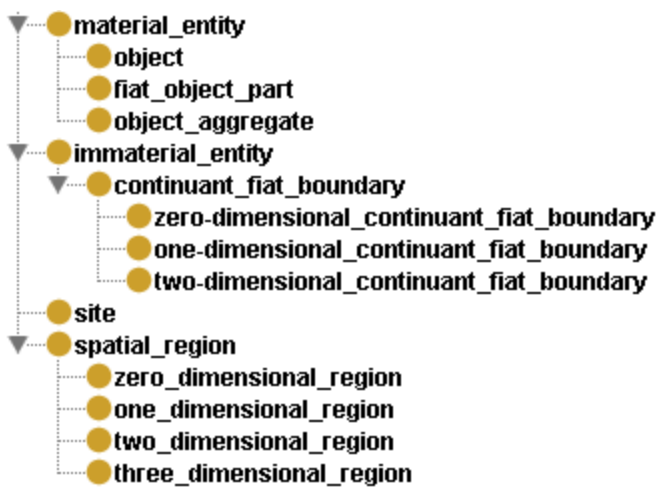 material_entity
object
fiat_object_part
object_aggregate
immaterial_entity
continuant_fiat_boundary
zero-dimensional_continuant_fiat_boundary
one-dimensional_continuant_fiat_boundary
two-dimensional_continuant_fiat_boundary
site
spatial_region
zero_dimensional_region
one_dimensional_region
two_dimensional_region
three_dimensional_region